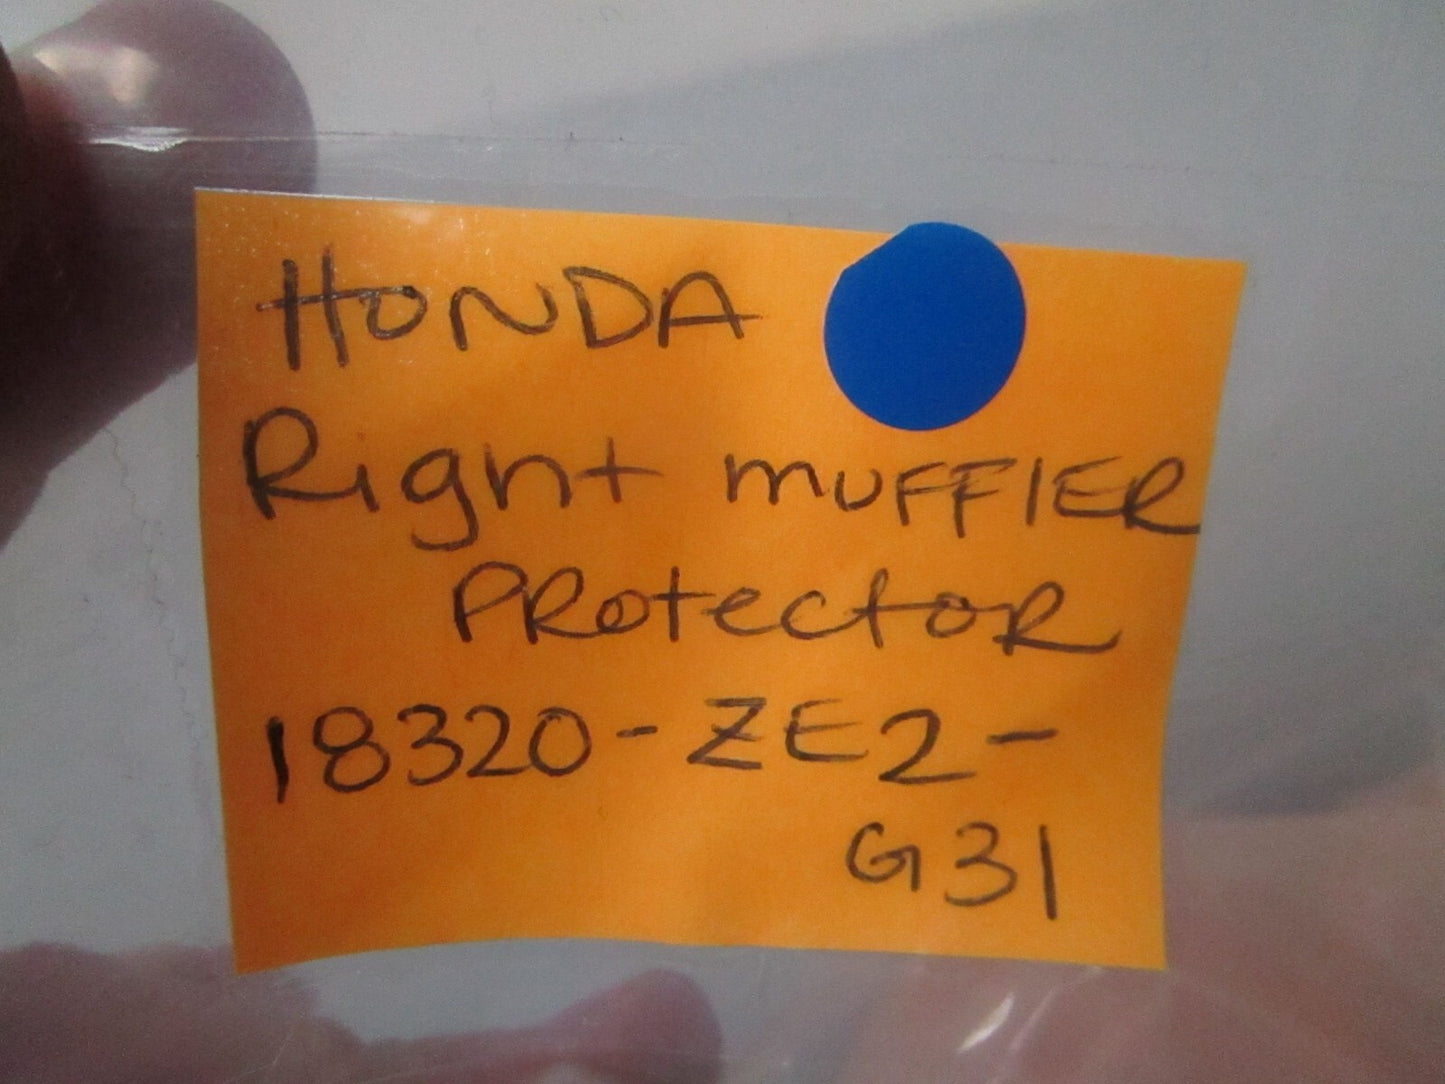 HONDA
Right MUFFlER
PROtectoR
18320-ZE2-
G31